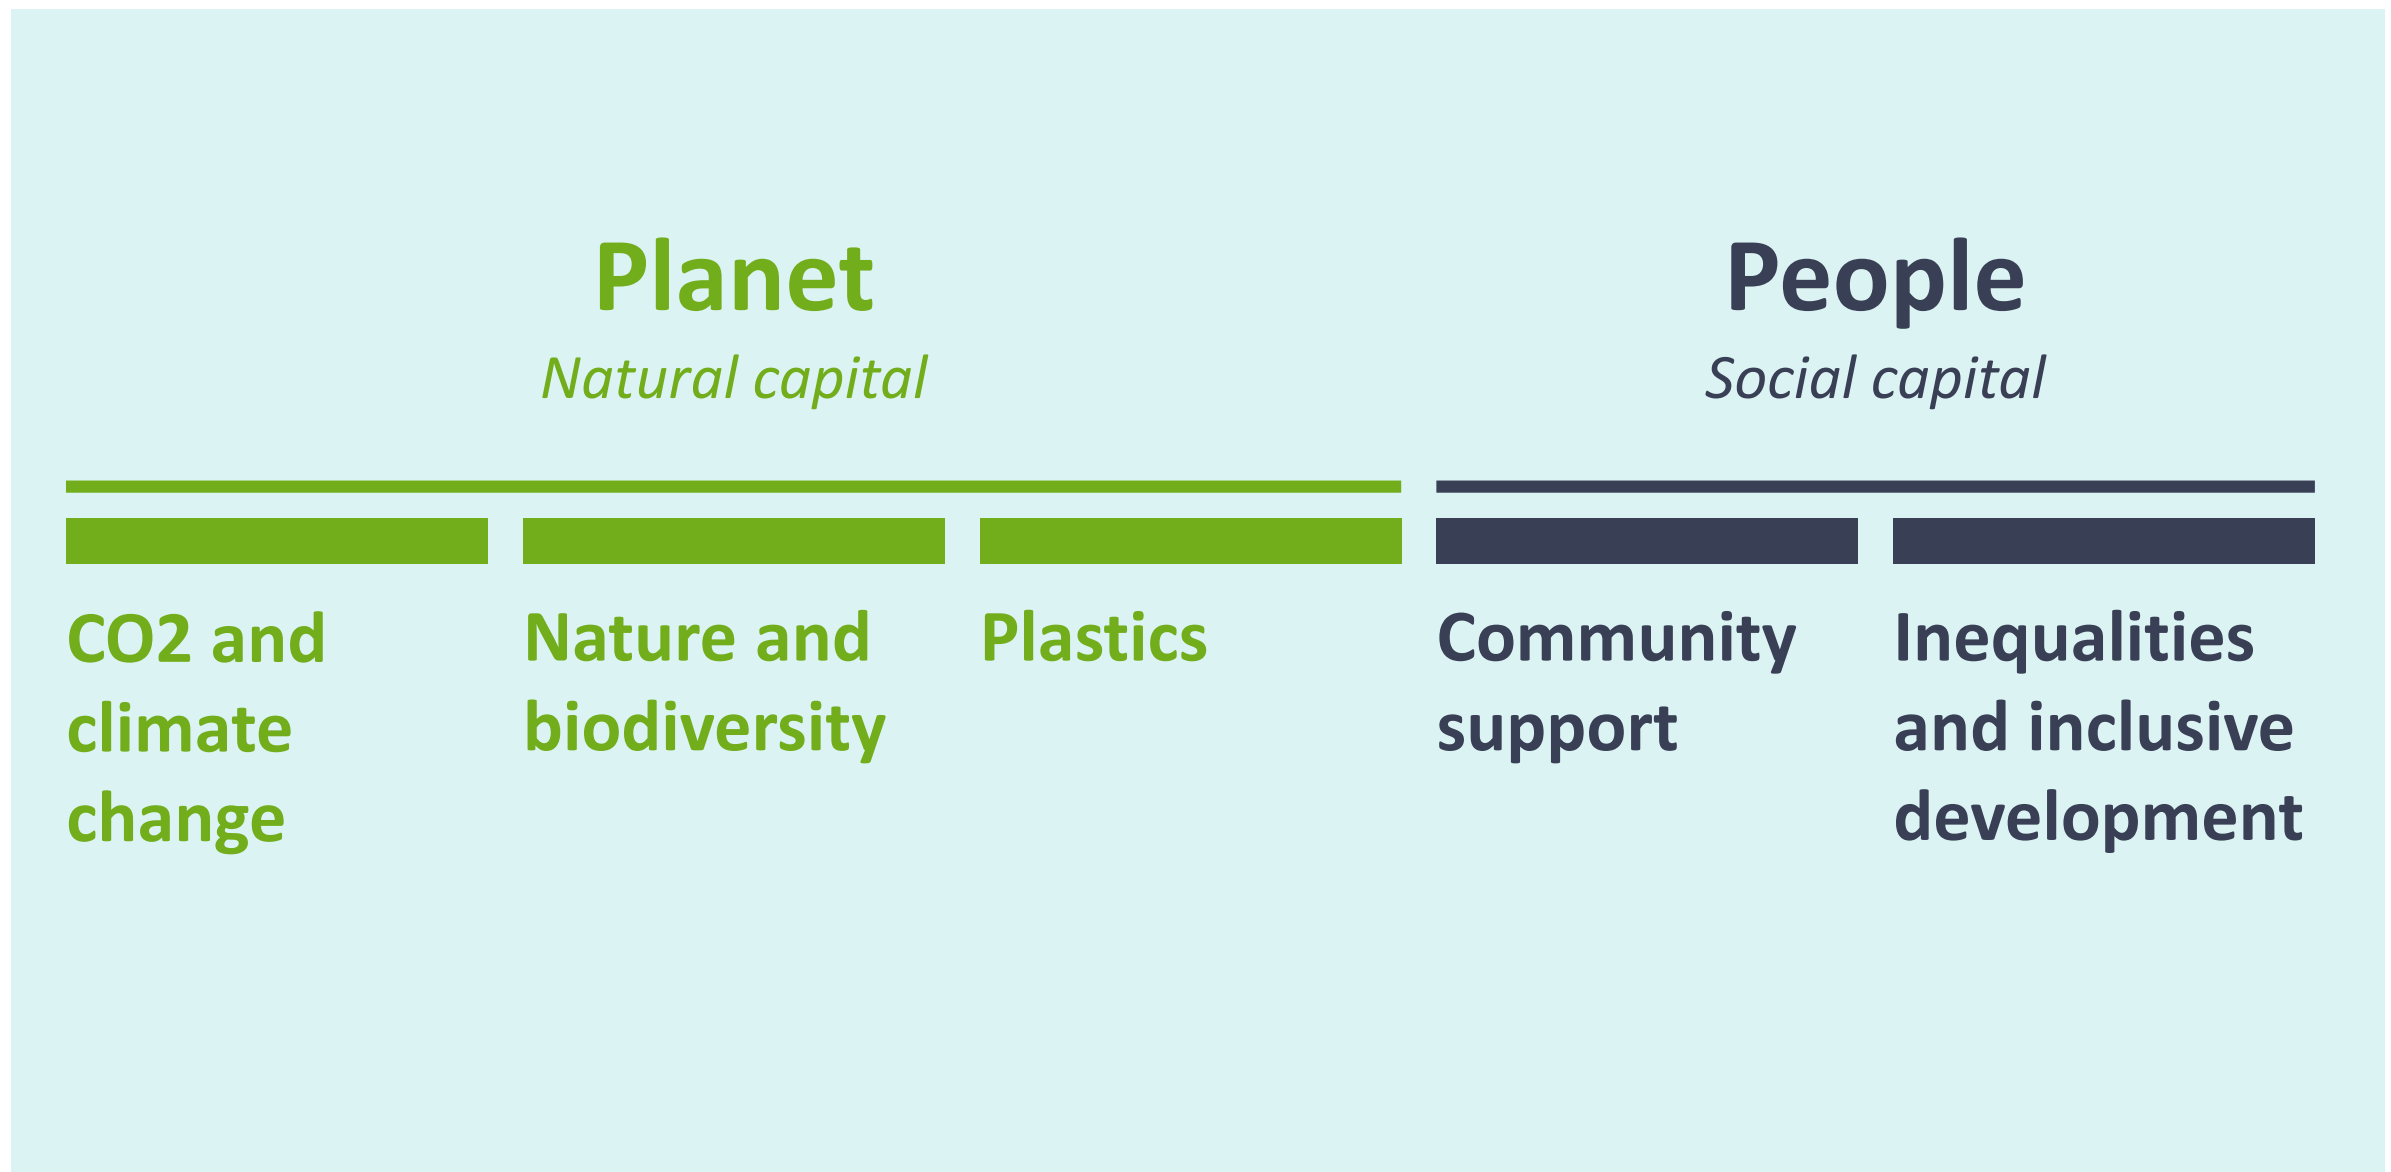 Planet
Natural capital
People
Social capital
CO2 and
climate
change
Nature and
biodiversity
Plastics
Community
support
Inequalities
and inclusive
development